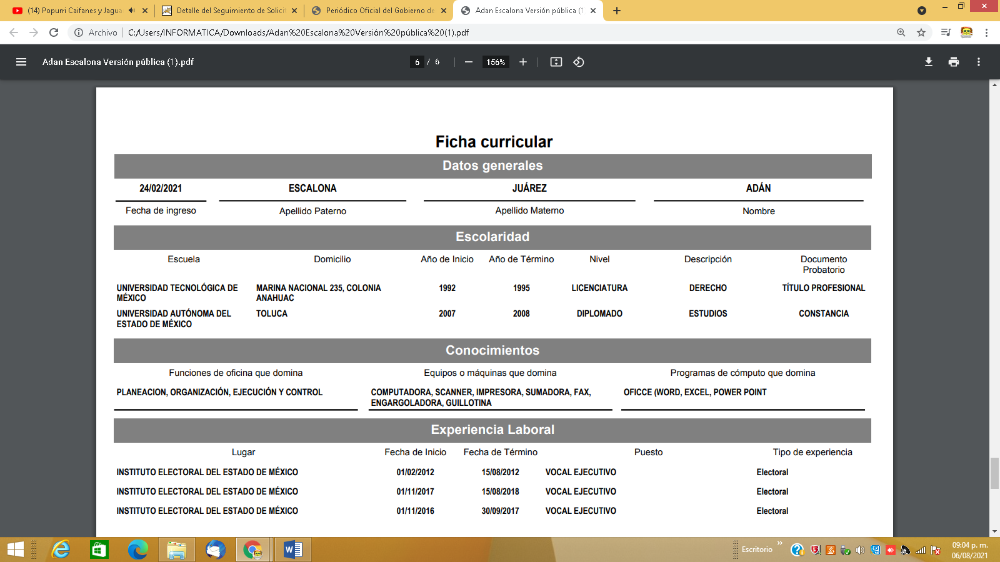 (14) Popurri Caifanes y Jagua
Detalle del Seguimiento de Solicit
Periódico Oficial del Gobierno de
Adan Escalona Versión pública (1
Archivo
C:/Users/INFORMATICA/Downloads/Adan%20Escalona%20Versión%20pública%20(1).pdf
Adan Escalona Versión pública (1).pdf
6 / 6
156%
Ficha curricular
Datos generales
24/02/2021 ESCALONA JUÁREZ ADÁN
Fecha de ingreso Apellido Paterno Apellido Materno Nombre
Escolaridad
Escuela Domicilio Año de Inicio Año de Término Nivel Descripción Documento
Probatorio
UNIVERSIDAD TECNOLÓGICA DE MARINA NACIONAL 235, COLONIA 1992 1995 LICENCIATURA DERECHO TÍTULO PROFESIONAL
MÉXICO ANAHUAC
UNIVERSIDAD AUTÓNOMA DEL TOLUCA 2007 2008 DIPLOMADO ESTUDIOS CONSTANCIA
ESTADO DE MÉXICO
Conocimientos
Funciones de oficina que domina Equipos o máquinas que domina Programas de cómputo que domina
PLANEACION, ORGANIZACIÓN, EJECUCIÓN Y CONTROL COMPUTADORA, SCANNER, IMPRESORA, SUMADORA, FAX, OFICCE (WORD, EXCEL, POWER POINT
ENGARGOLADORA, GUILLOTINA
Experiencia Laboral
Lugar Fecha de Inicio Fecha de Término Puesto Tipo de experiencia
INSTITUTO ELECTORAL DEL ESTADO DE MÉXICO 01/02/2012 15/08/2012 VOCAL EJECUTIVO Electoral
INSTITUTO ELECTORAL DEL ESTADO DE MÉXICO 01/11/2017 15/08/2018 VOCAL EJECUTIVO Electoral
INSTITUTO ELECTORAL DEL ESTADO DE MÉXICO 01/11/2016 30/09/2017 VOCAL EJECUTIVO Electoral
Escritorio
09:04 p. m.
06/08/2021